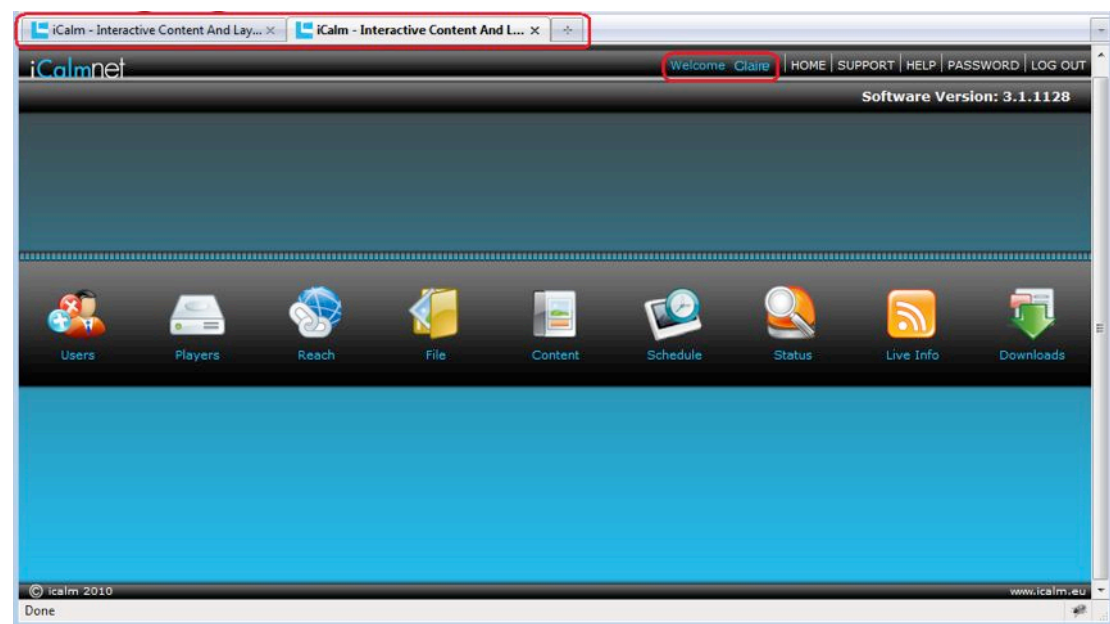 iCalm - Interactive Content And Lay... × iCalm - Interactive Content And L... ×
iCalmnet Welcome Claire | HOME | SUPPORT | HELP | PASSWORD | LOG OUT
Software Version: 3.1.1128
Users Players Reach File Content Schedule Status Live Info Downloads
© icalm 2010 www.icalm.eu
Done